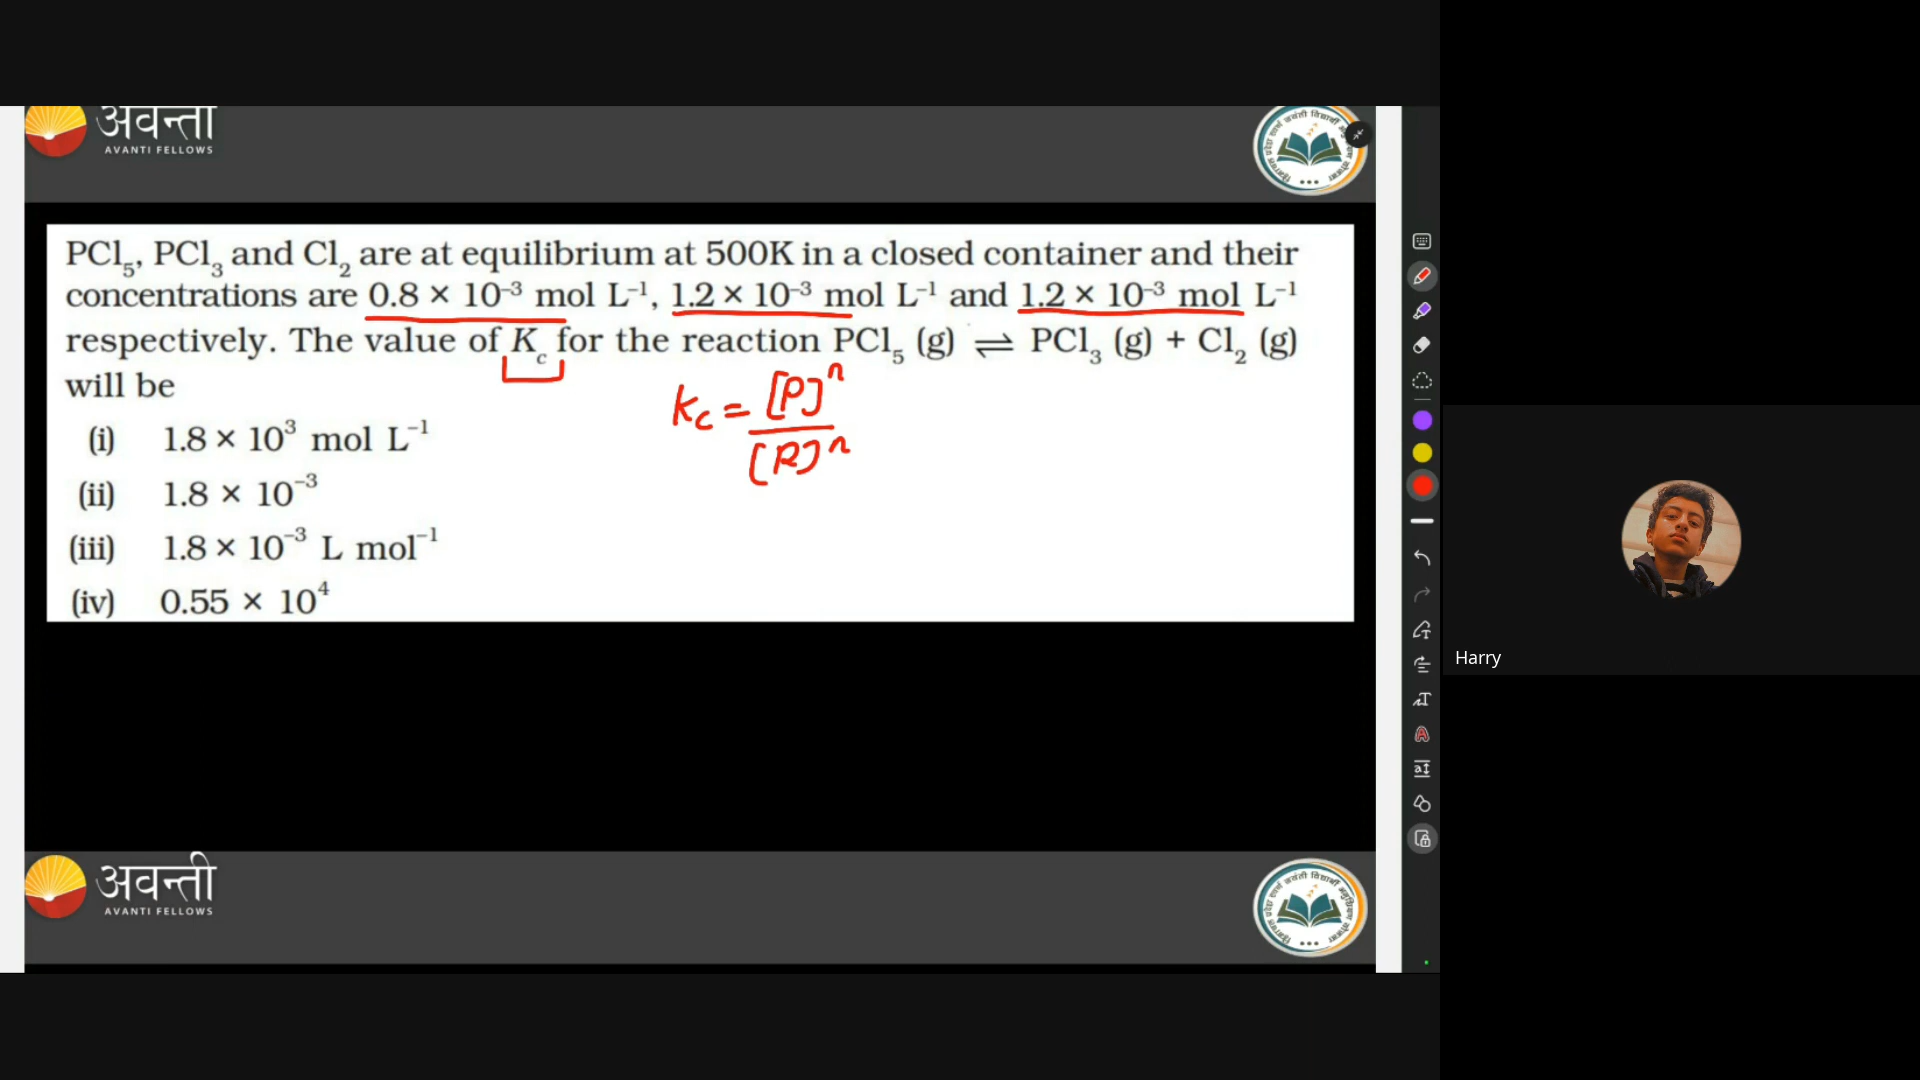 अवन्ती
AVANTI FELLOWS
PCl₅, PCl₃ and Cl₂ are at equilibrium at 500K in a closed container and their
concentrations are 0.8 × 10⁻³ mol L⁻¹, 1.2 × 10⁻³ mol L⁻¹ and 1.2 × 10⁻³ mol L⁻¹
respectively. The value of K꜀ for the reaction PCl₅ (g) ⇌ PCl₃ (g) + Cl₂ (g)
will be
Kc = [P]ⁿ
[R]ⁿ
(i) 1.8 × 10³ mol L⁻¹
(ii) 1.8 × 10⁻³
(iii) 1.8 × 10⁻³ L mol⁻¹
(iv) 0.55 × 10⁴
Harry
अवन्ती
AVANTI FELLOWS